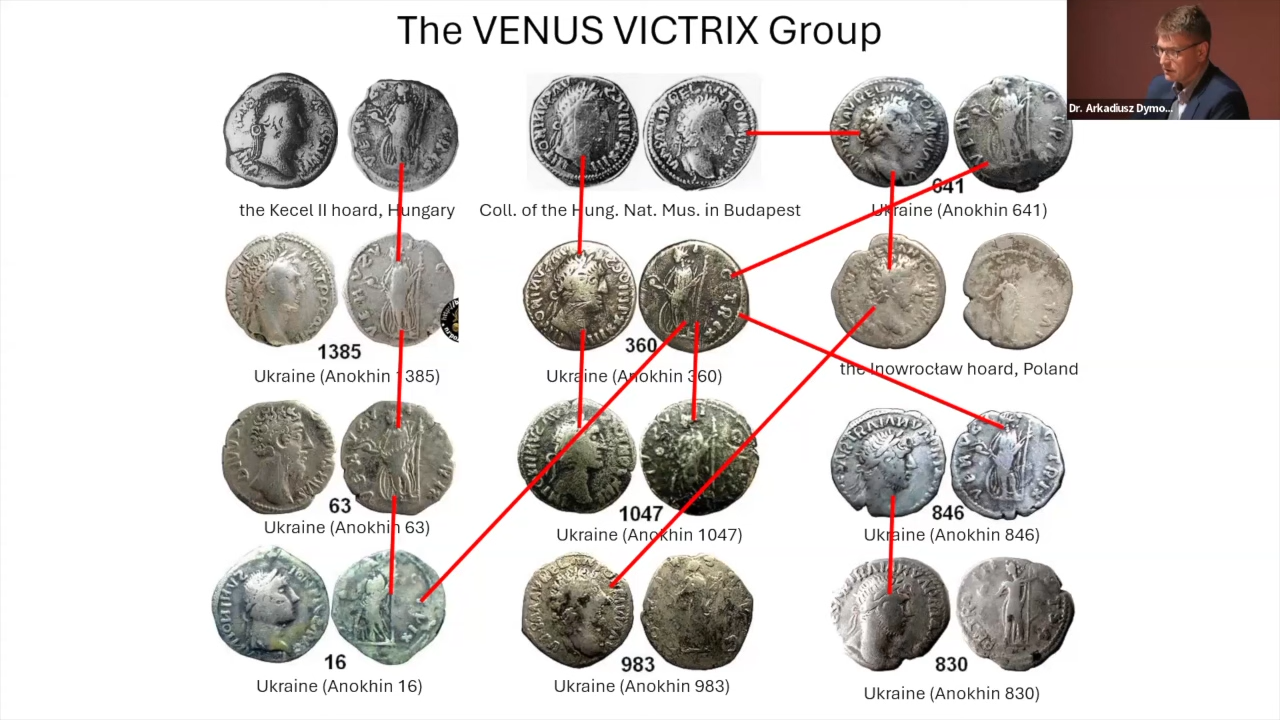 The VENUS VICTRIX Group
Dr. Arkadiusz Dymo...
the Kecel II hoard, Hungary
Coll. of the Hung. Nat. Mus. in Budapest
641
Ukraine (Anokhin 641)
1385
Ukraine (Anokhin 1385)
360
Ukraine (Anokhin 360)
the Inowrocław hoard, Poland
63
Ukraine (Anokhin 63)
1047
Ukraine (Anokhin 1047)
846
Ukraine (Anokhin 846)
16
Ukraine (Anokhin 16)
983
Ukraine (Anokhin 983)
830
Ukraine (Anokhin 830)